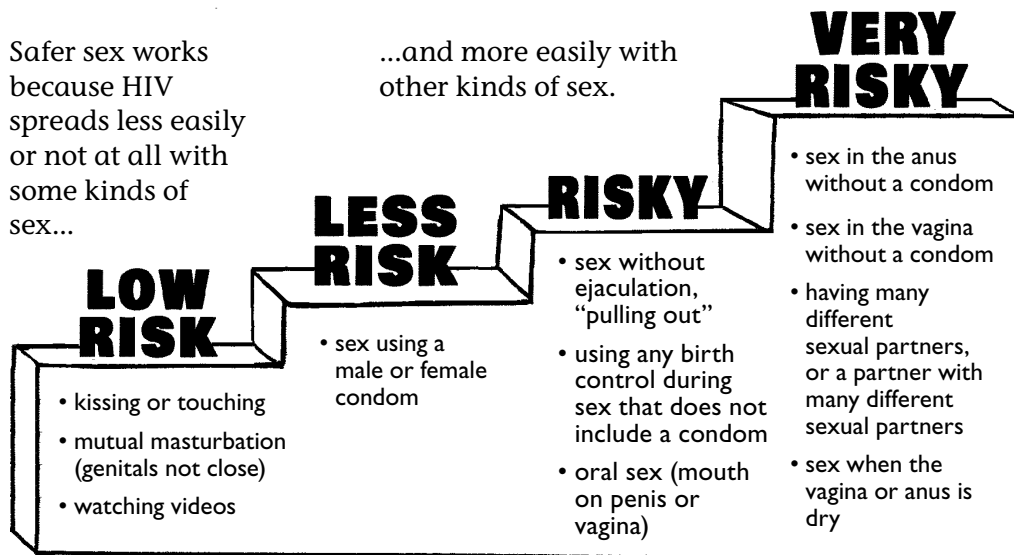 Safer sex works
because HIV
spreads less easily
or not at all with
some kinds of
sex...
...and more easily with
other kinds of sex.
LOW
RISK
• kissing or touching
• mutual masturbation
(genitals not close)
• watching videos
LESS
RISK
• sex using a
male or female
condom
RISKY
• sex without
ejaculation,
“pulling out”
• using any birth
control during
sex that does not
include a condom
• oral sex (mouth
on penis or
vagina)
VERY
RISKY
• sex in the anus
without a condom
• sex in the vagina
without a condom
• having many
different
sexual partners,
or a partner with
many different
sexual partners
• sex when the
vagina or anus is
dry